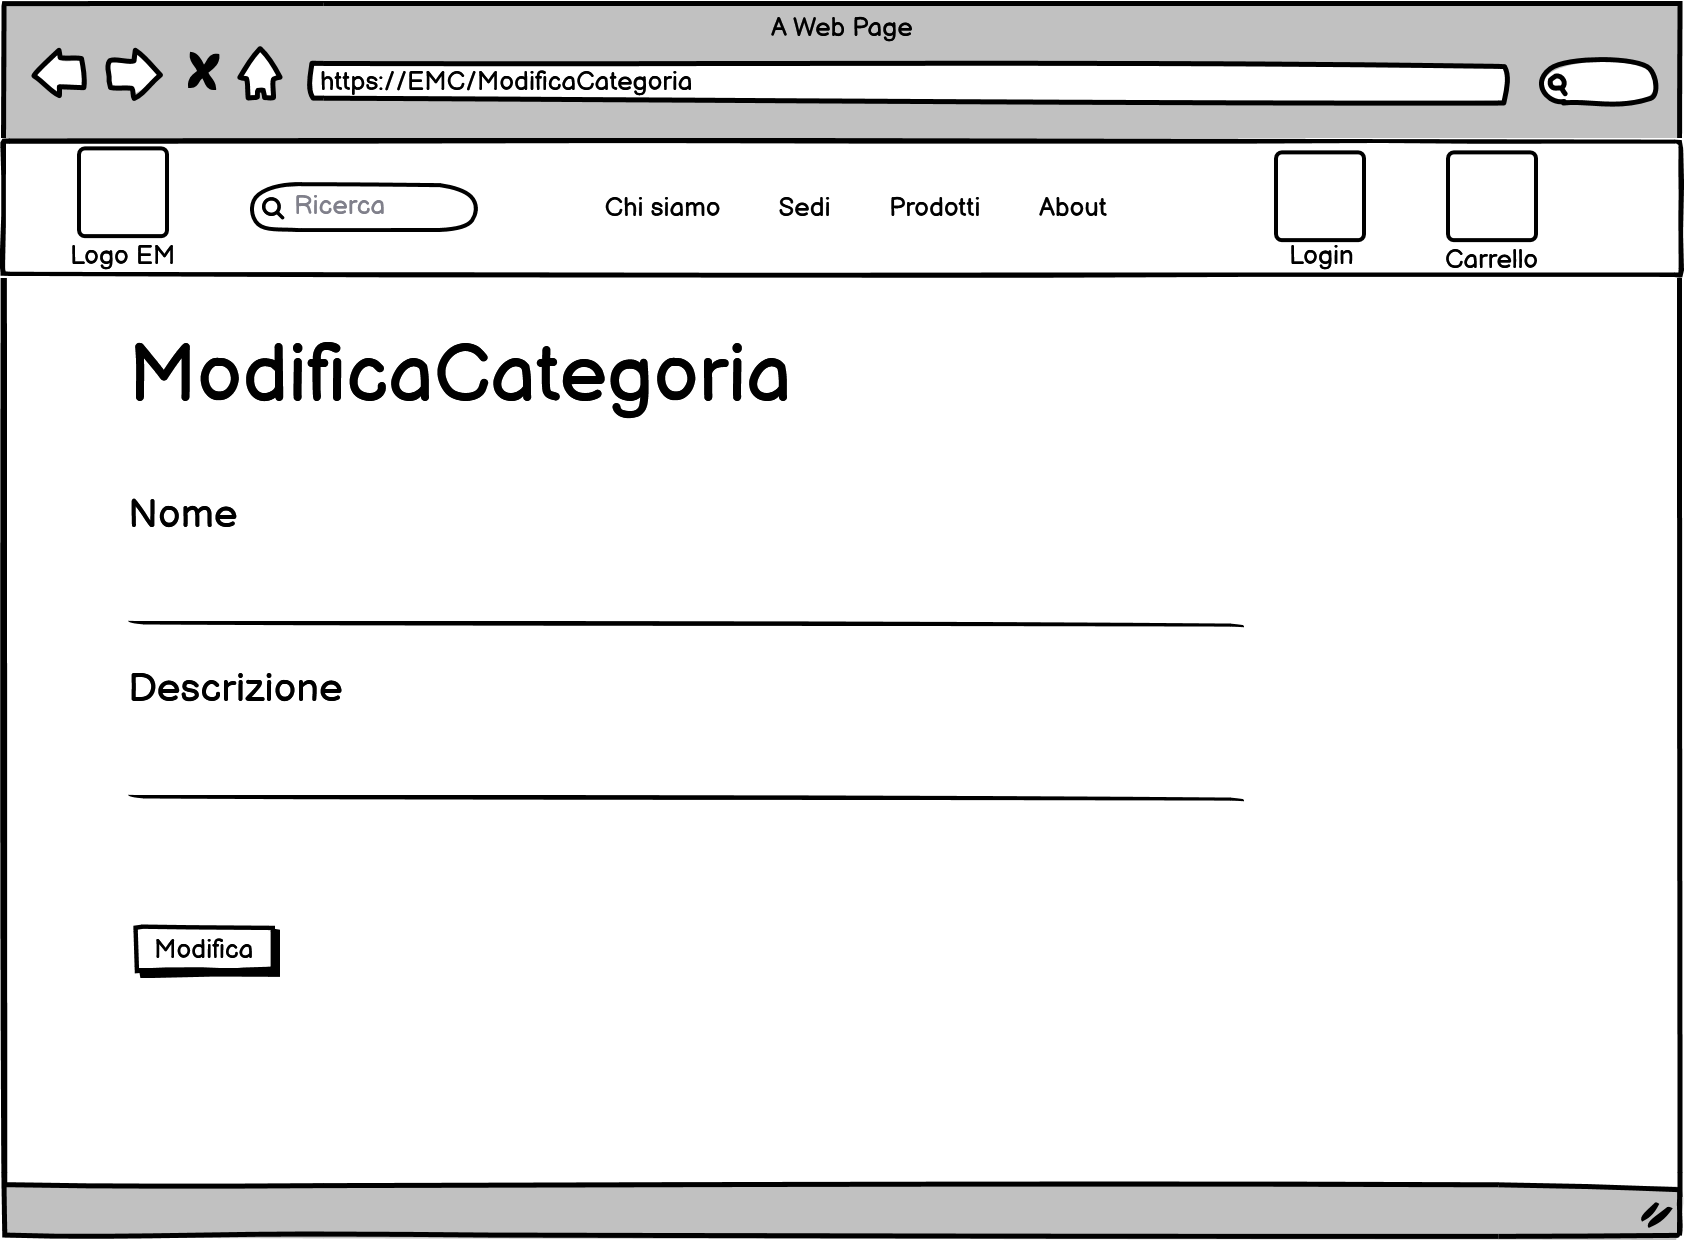 A Web Page
https://EMC/ModificaCategoria
Ricerca
Chi siamo
Sedi
Prodotti
About
Logo EM
Login
Carrello
ModificaCategoria
Nome
Descrizione
Modifica